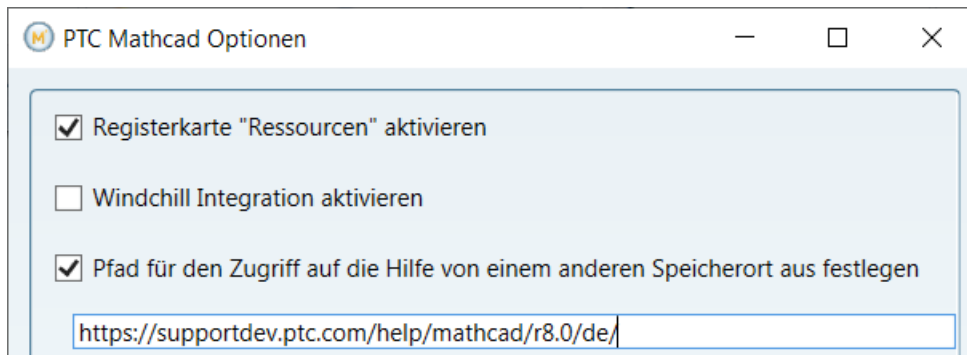 PTC Mathcad Optionen
Registerkarte "Ressourcen" aktivieren
Windchill Integration aktivieren
Pfad für den Zugriff auf die Hilfe von einem anderen Speicherort aus festlegen
https://supportdev.ptc.com/help/mathcad/r8.0/de/